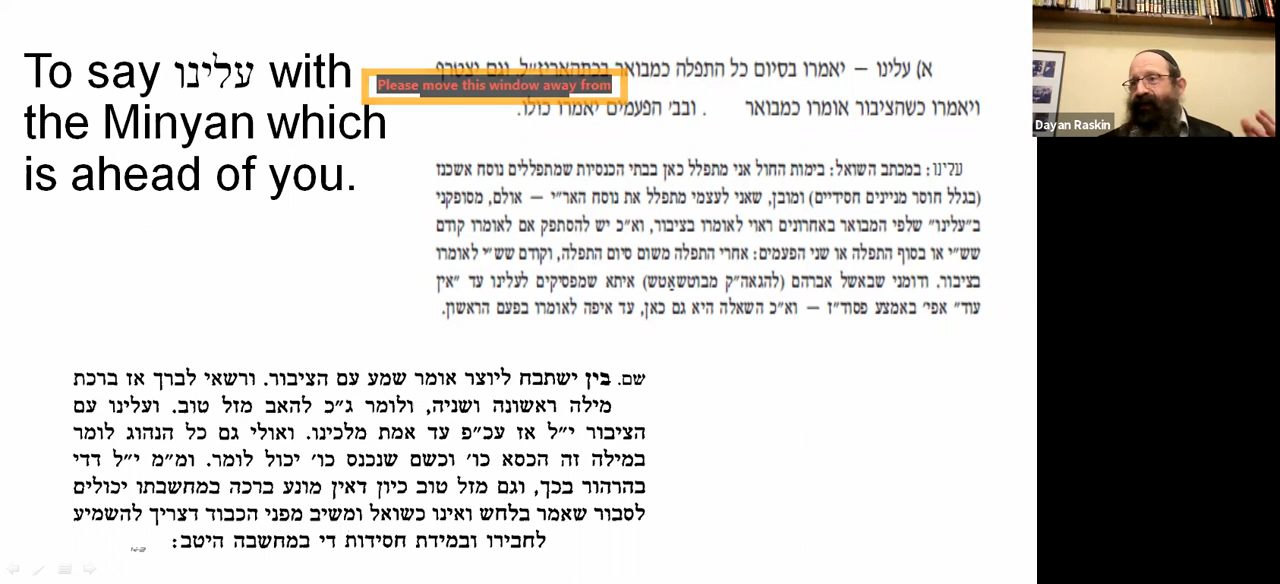 To say עלינו with
the Minyan which
is ahead of you.
Please move this window away from
א) עלינו – יאמרו בסיום כל התפלה כמבואר בכתהאריז״ל. וגם יצטרף
ויאמרו כשהציבור אומרו כמבואר . ובב׳ הפעמים יאמרו כולו.
עלינו: במכתב השואל: בימות החול אני מתפלל כאן בבתי הכנסיות שמתפללים נוסח אשכנז
(בגלל חוסר מניינים חסידיים) ומובן, שאני לעצמי מתפלל את נוסח האר״י – אולם, מסופקני
ב״עלינו״ שלפי המבואר באחרונים ראוי לאומרו בציבור, וא״כ יש להסתפק אם לאומרו קודם
שש״י או בסוף התפלה או שני הפעמים: אחרי התפלה משום סיום התפלה, וקודם שש״י לאומרו
בציבור. ודומני שבאשל אברהם (להגאה״ק מבוטשאַטש) איתא שמפסיקים לעלינו עד ״אין
עוד״ אפי׳ באמצע פסוד״ז – וא״כ השאלה היא גם כאן, עד איפה לאומרו בפעם הראשון.
שם. בין ישתבח ליוצר אומר שמע עם הציבור. ורשאי לברך אז ברכת
מילה ראשונה ושניה, ולומר ג״כ להאב מזל טוב. ועלינו עם
הציבור י״ל אז עכ״פ עד אמת מלכינו. ואולי גם כל הנהוג לומר
במילה זה הכסא כו׳ וכשם שנכנס כו׳ יכול לומר. ומ״מ י״ל דדי
בהרהור בכך, וגם מזל טוב כיון דאין מונע ברכה במחשבתו יכולים
לסבור שאמר בלחש ואינו כשואל ומשיב מפני הכבוד דצריך להשמיע
לחבירו ובמידת חסידות די במחשבה היטב:
Dayan Raskin